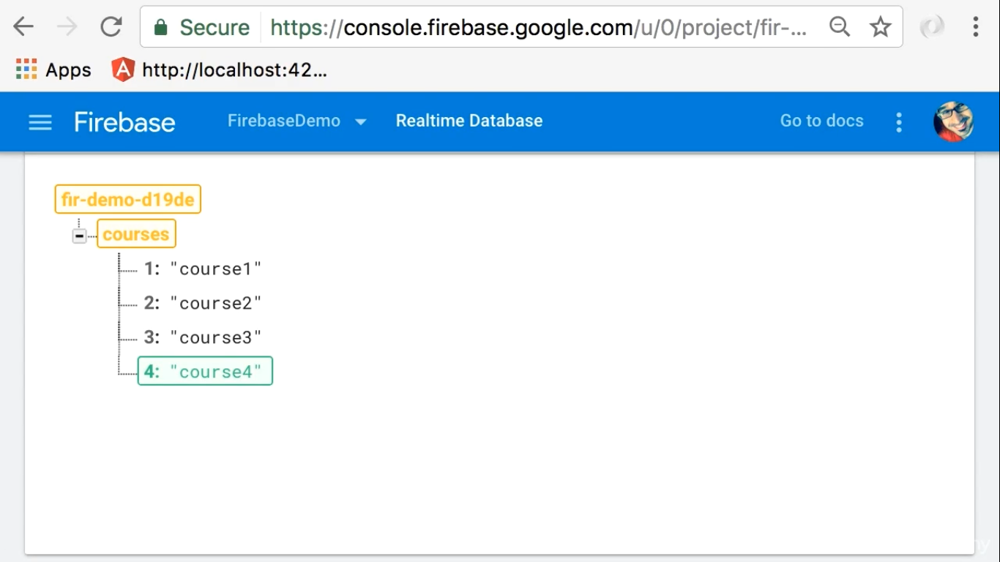 Secure https://console.firebase.google.com/u/0/project/fir-...
Apps http://localhost:42...
Firebase FirebaseDemo Realtime Database Go to docs
fir-demo-d19de
courses
1: "course1"
2: "course2"
3: "course3"
4: "course4"